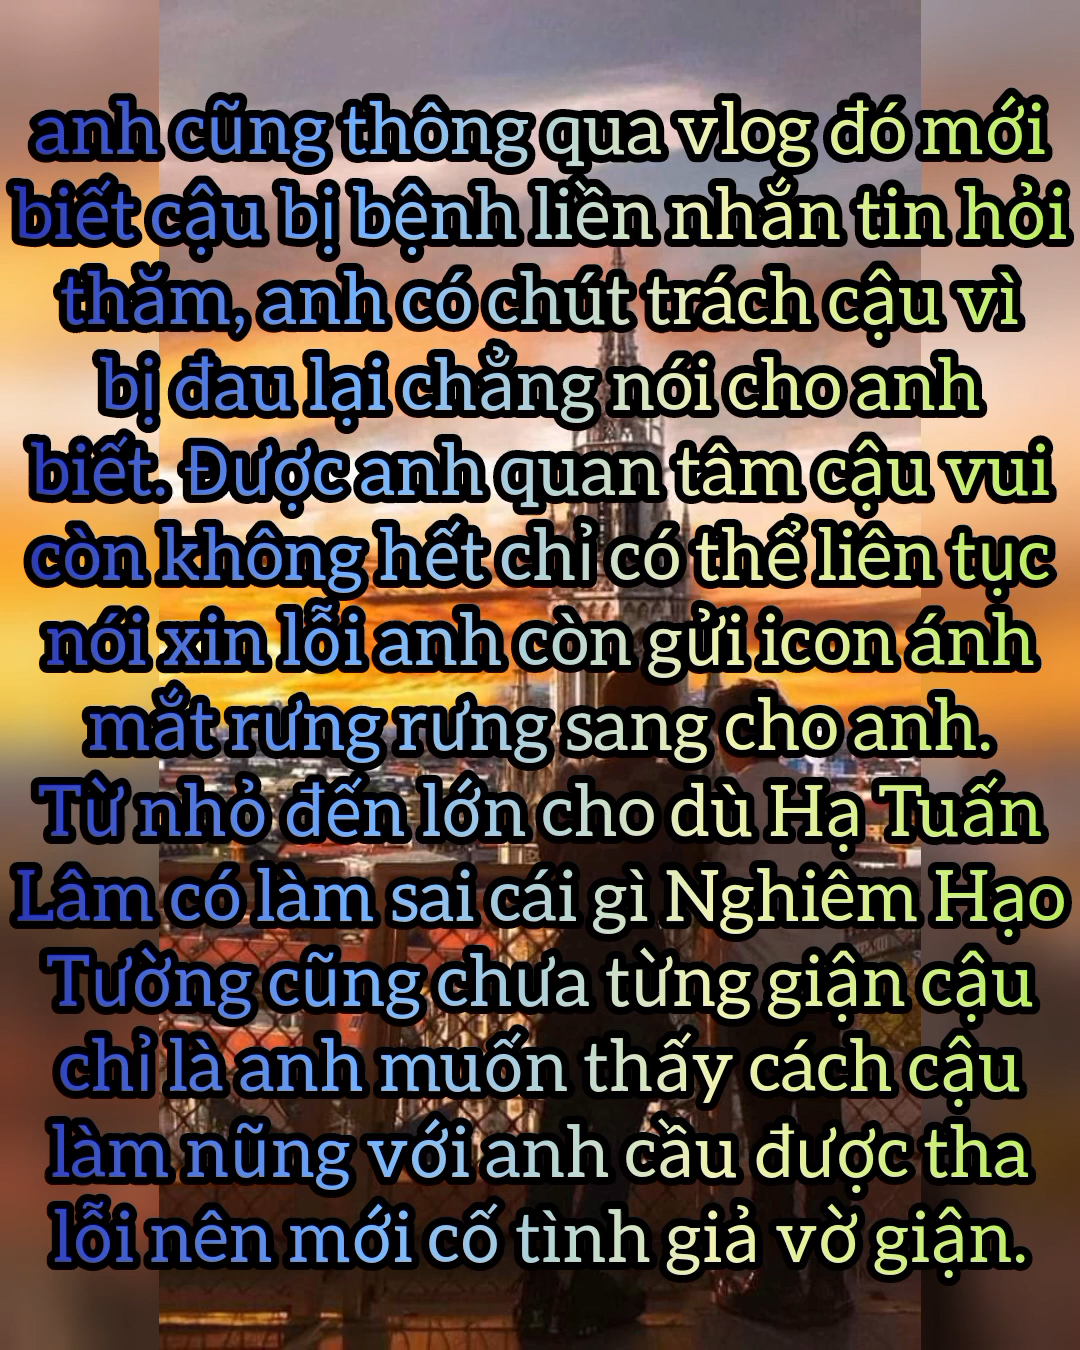 anh cũng thông qua vlog đó mới
biết cậu bị bệnh liền nhắn tin hỏi
thăm, anh có chút trách cậu vì
bị đau lại chẳng nói cho anh
biết. Được anh quan tâm cậu vui
còn không hết chỉ có thể liên tục
nói xin lỗi anh còn gửi icon ánh
mắt rưng rưng sang cho anh.
Từ nhỏ đến lớn cho dù Hạ Tuấn
Lâm có làm sai cái gì Nghiêm Hạo
Tường cũng chưa từng giận cậu
chỉ là anh muốn thấy cách cậu
làm nũng với anh cầu được tha
lỗi nên mới cố tình giả vờ giận.